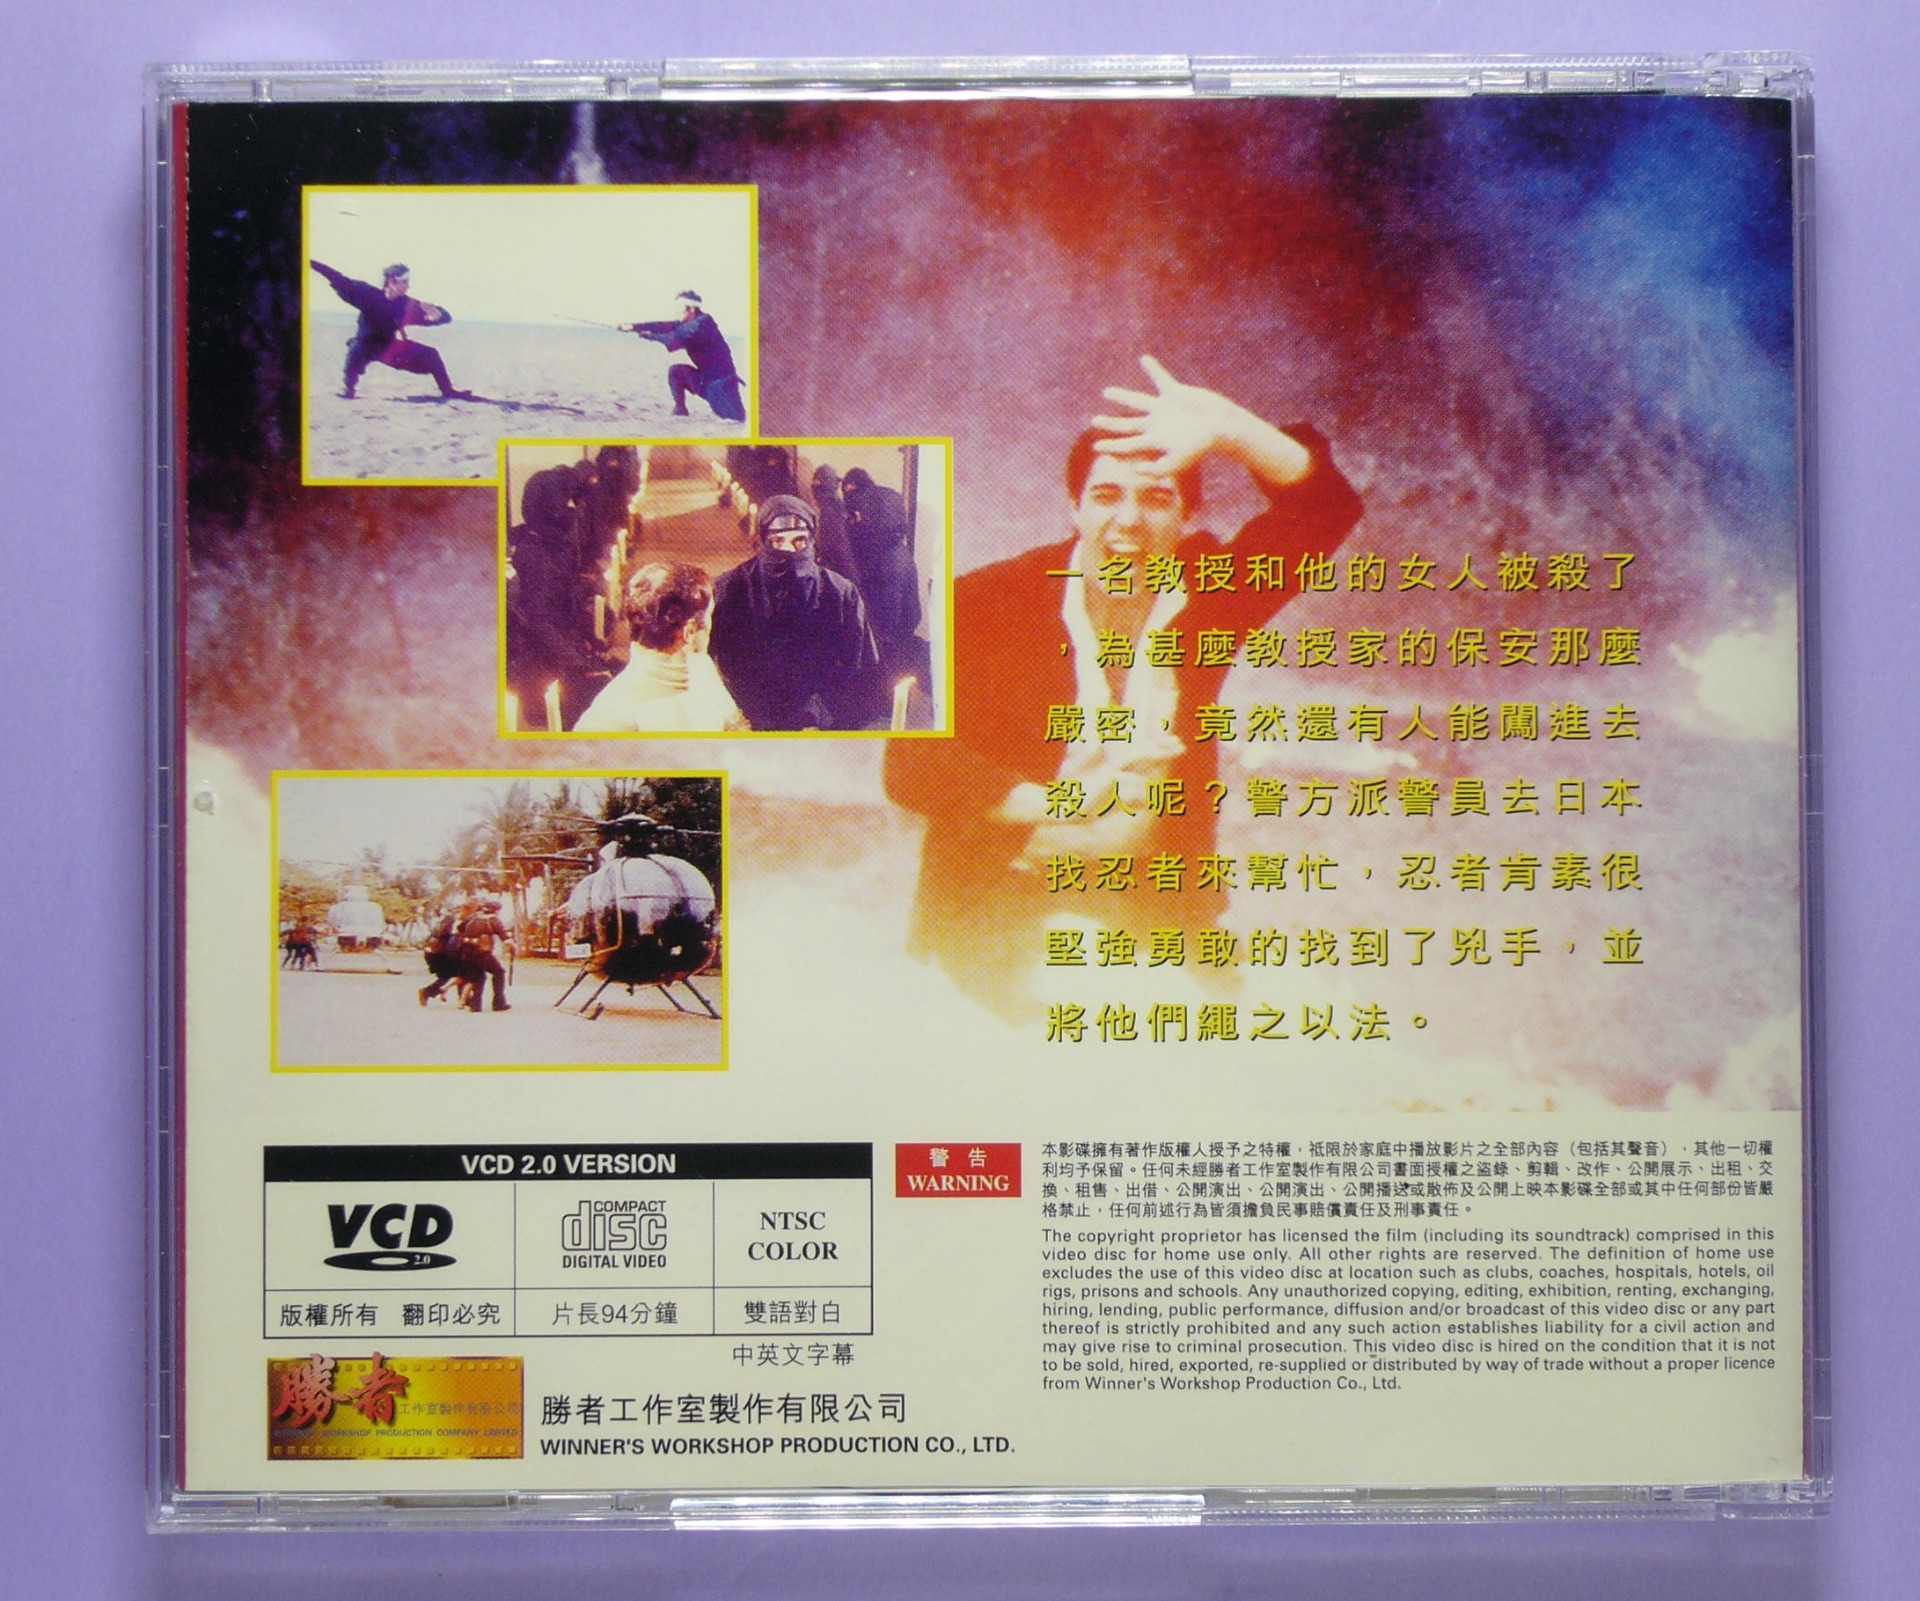 一名教授和他的女人被殺了
，為甚麼教授家的保安那麼
嚴密，竟然還有人能闖進去
殺人呢？警方派警員去日本
找忍者來幫忙，忍者肯素很
堅強勇敢的找到了兇手，並
將他們繩之以法。
VCD 2.0 VERSION
VCD
2.0
COMPACT
disc
DIGITAL VIDEO
NTSC
COLOR
版權所有 翻印必究
片長94分鐘
雙語對白
中英文字幕
勝者
工作室製作有限公司
WORKSHOP PRODUCTION COMPANY LIMITED
勝者工作室製作有限公司
WINNER'S WORKSHOP PRODUCTION CO., LTD.
警告
WARNING
本影碟擁有著作版權人授予之特權，祗限於家庭中播放影片之全部內容（包括其聲音），其他一切權
利均予保留。任何未經勝者工作室製作有限公司書面授權之盜錄、剪輯、改作、公開展示、出租、交
換、租售、出借、公開演出、公開演出、公開播送或散佈及公開上映本影碟全部或其中任何部份皆嚴
格禁止，任何前述行為皆須擔負民事賠償責任及刑事責任。
The copyright proprietor has licensed the film (including its soundtrack) comprised in this
video disc for home use only. All other rights are reserved. The definition of home use
excludes the use of this video disc at location such as clubs, coaches, hospitals, hotels, oil
rigs, prisons and schools. Any unauthorized copying, editing, exhibition, renting, exchanging,
hiring, lending, public performance, diffusion and/or broadcast of this video disc or any part
thereof is strictly prohibited and any such action establishes liability for a civil action and
may give rise to criminal prosecution. This video disc is hired on the condition that it is not
to be sold, hired, exported, re-supplied or distributed by way of trade without a proper licence
from Winner's Workshop Production Co., Ltd.